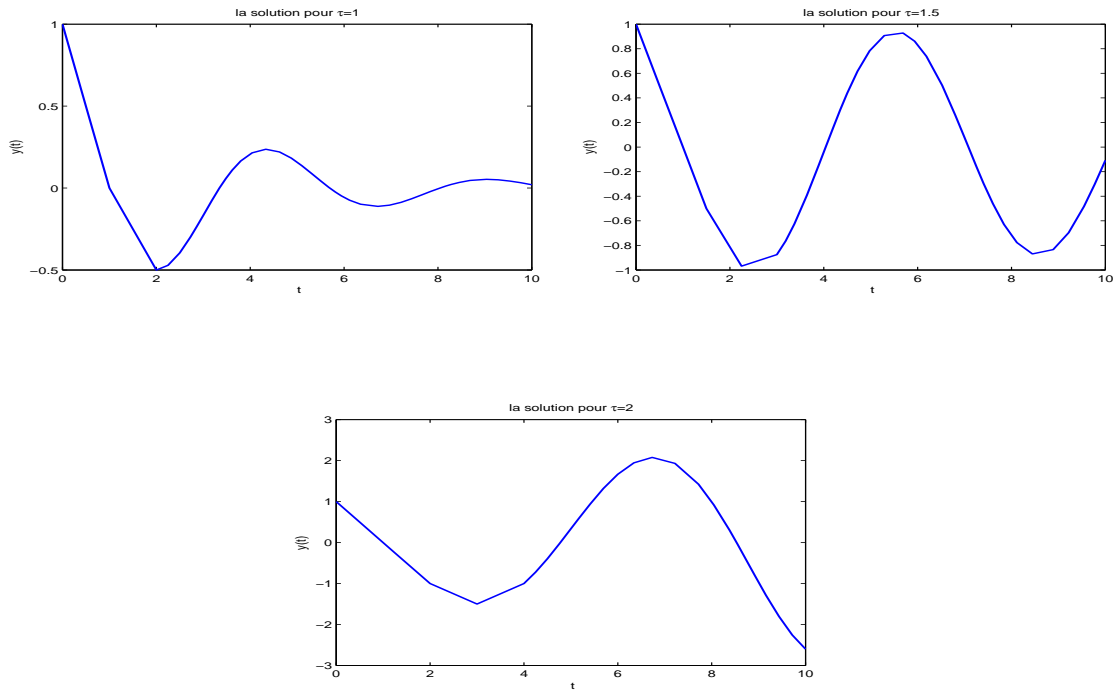 la solution pour τ=1
1
0.5
0
−0.5
y(t)
0 2 4 6 8 10
t
la solution pour τ=1.5
1
0.8
0.6
0.4
0.2
0
−0.2
−0.4
−0.6
−0.8
−1
y(t)
0 2 4 6 8 10
t
la solution pour τ=2
3
2
1
0
−1
−2
−3
y(t)
0 2 4 6 8 10
t